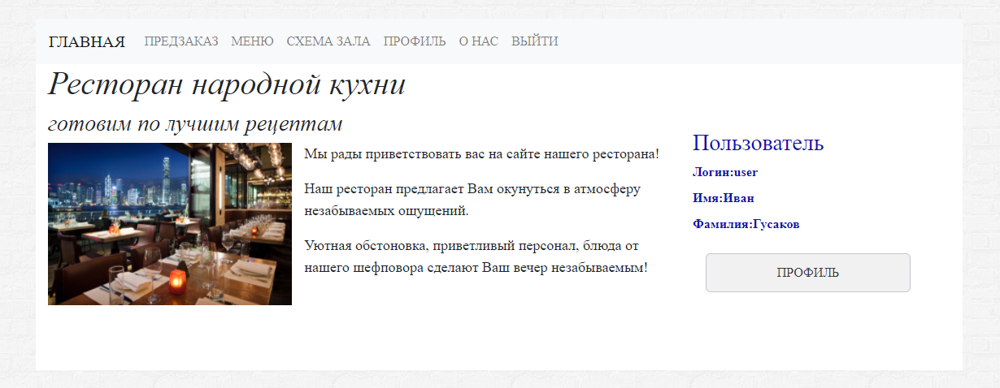 ГЛАВНАЯ ПРЕДЗАКАЗ МЕНЮ СХЕМА ЗАЛА ПРОФИЛЬ О НАС ВЫЙТИ
Ресторан народной кухни
готовим по лучшим рецептам
Мы рады приветствовать вас на сайте нашего ресторана!
Наш ресторан предлагает Вам окунуться в атмосферу
незабываемых ощущений.
Уютная обстоновка, приветливый персонал, блюда от
нашего шефповора сделают Ваш вечер незабываемым!
Пользователь
Логин:user
Имя:Иван
Фамилия:Гусаков
ПРОФИЛЬ